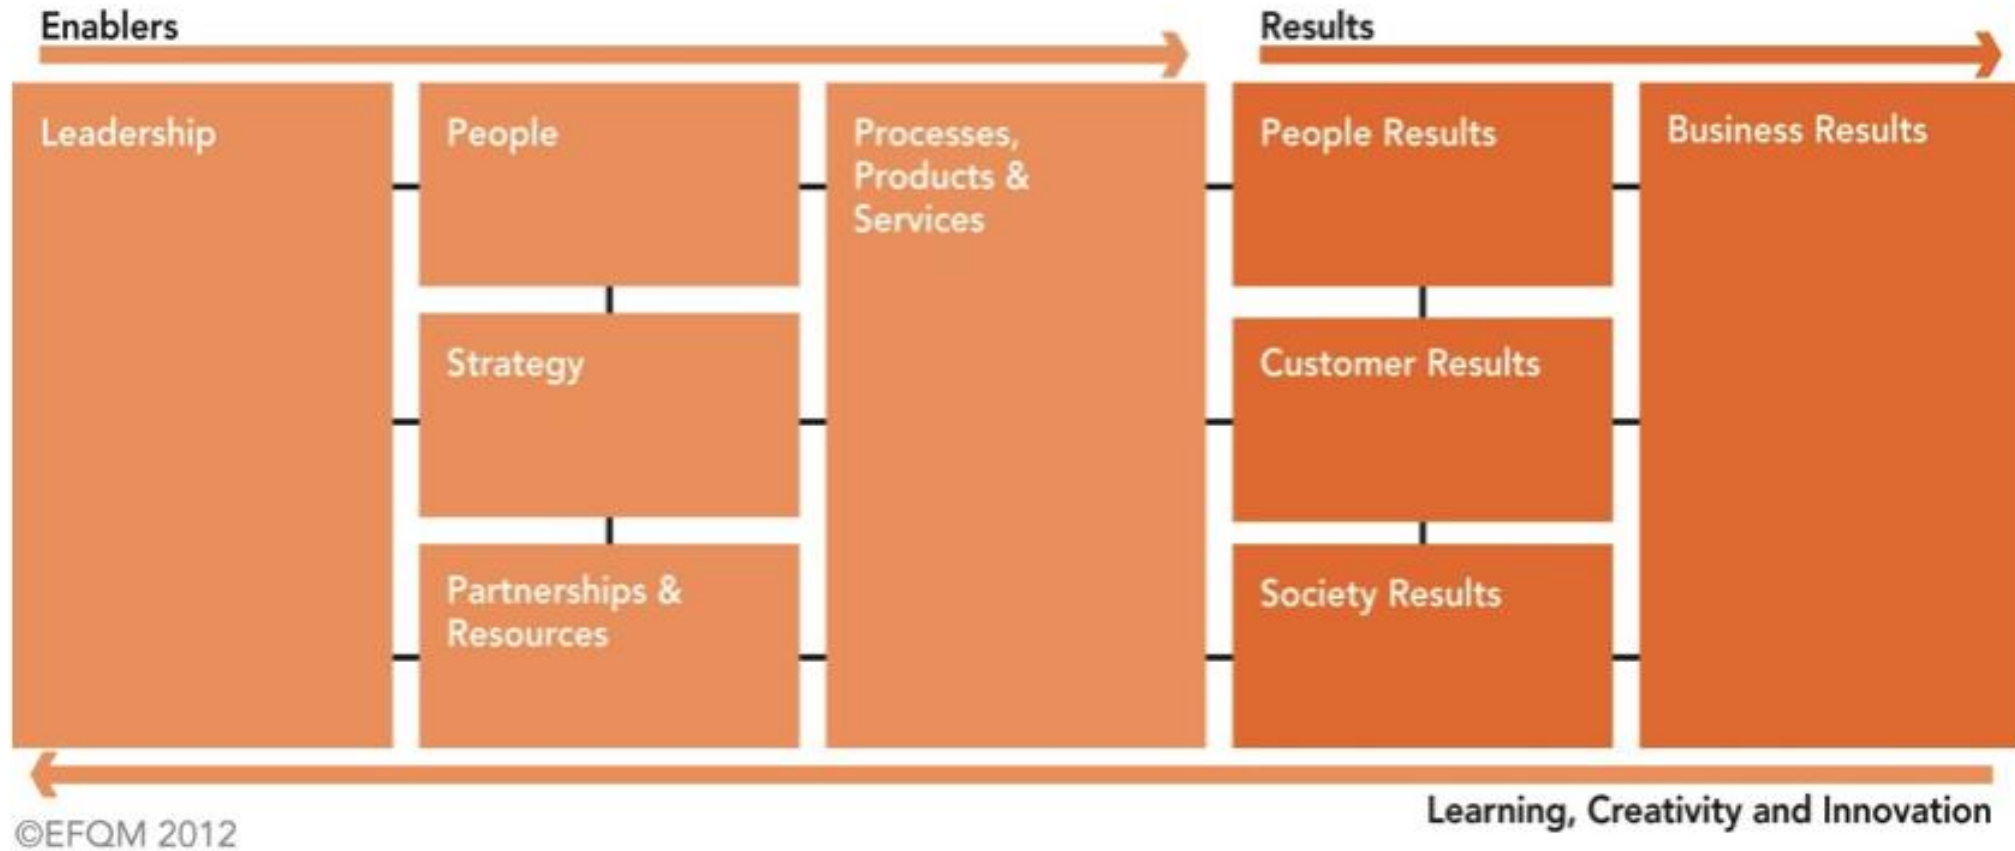 Enablers
Results
Leadership
People
Processes,
Products &
Services
People Results
Business Results
Strategy
Customer Results
Partnerships &
Resources
Society Results
Learning, Creativity and Innovation
©EFQM 2012